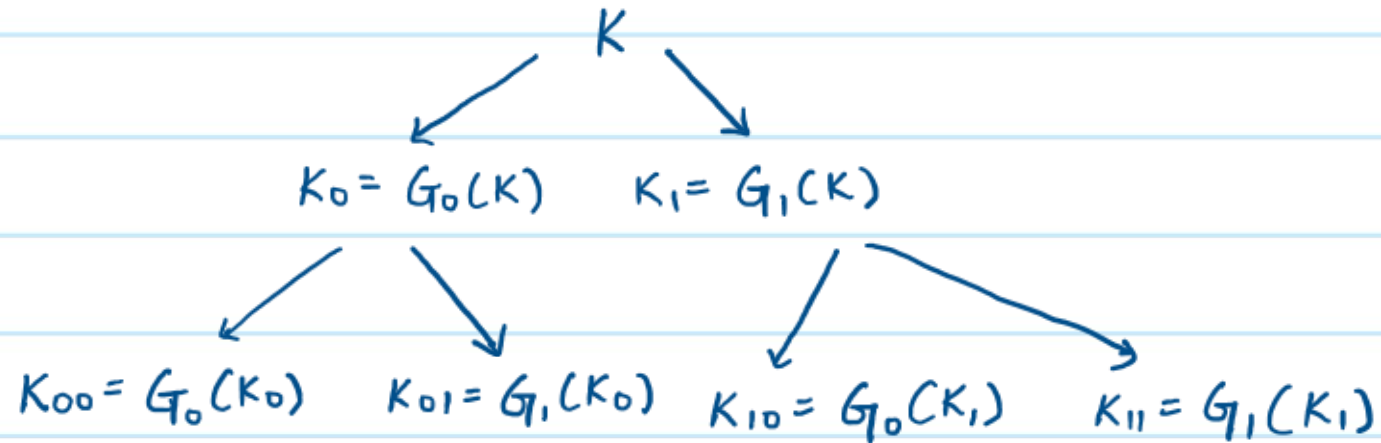 K
K₀ = G₀(K) K₁ = G₁(K)
K₀₀ = G₀(K₀) K₀₁ = G₁(K₀) K₁₀ = G₀(K₁) K₁₁ = G₁(K₁)